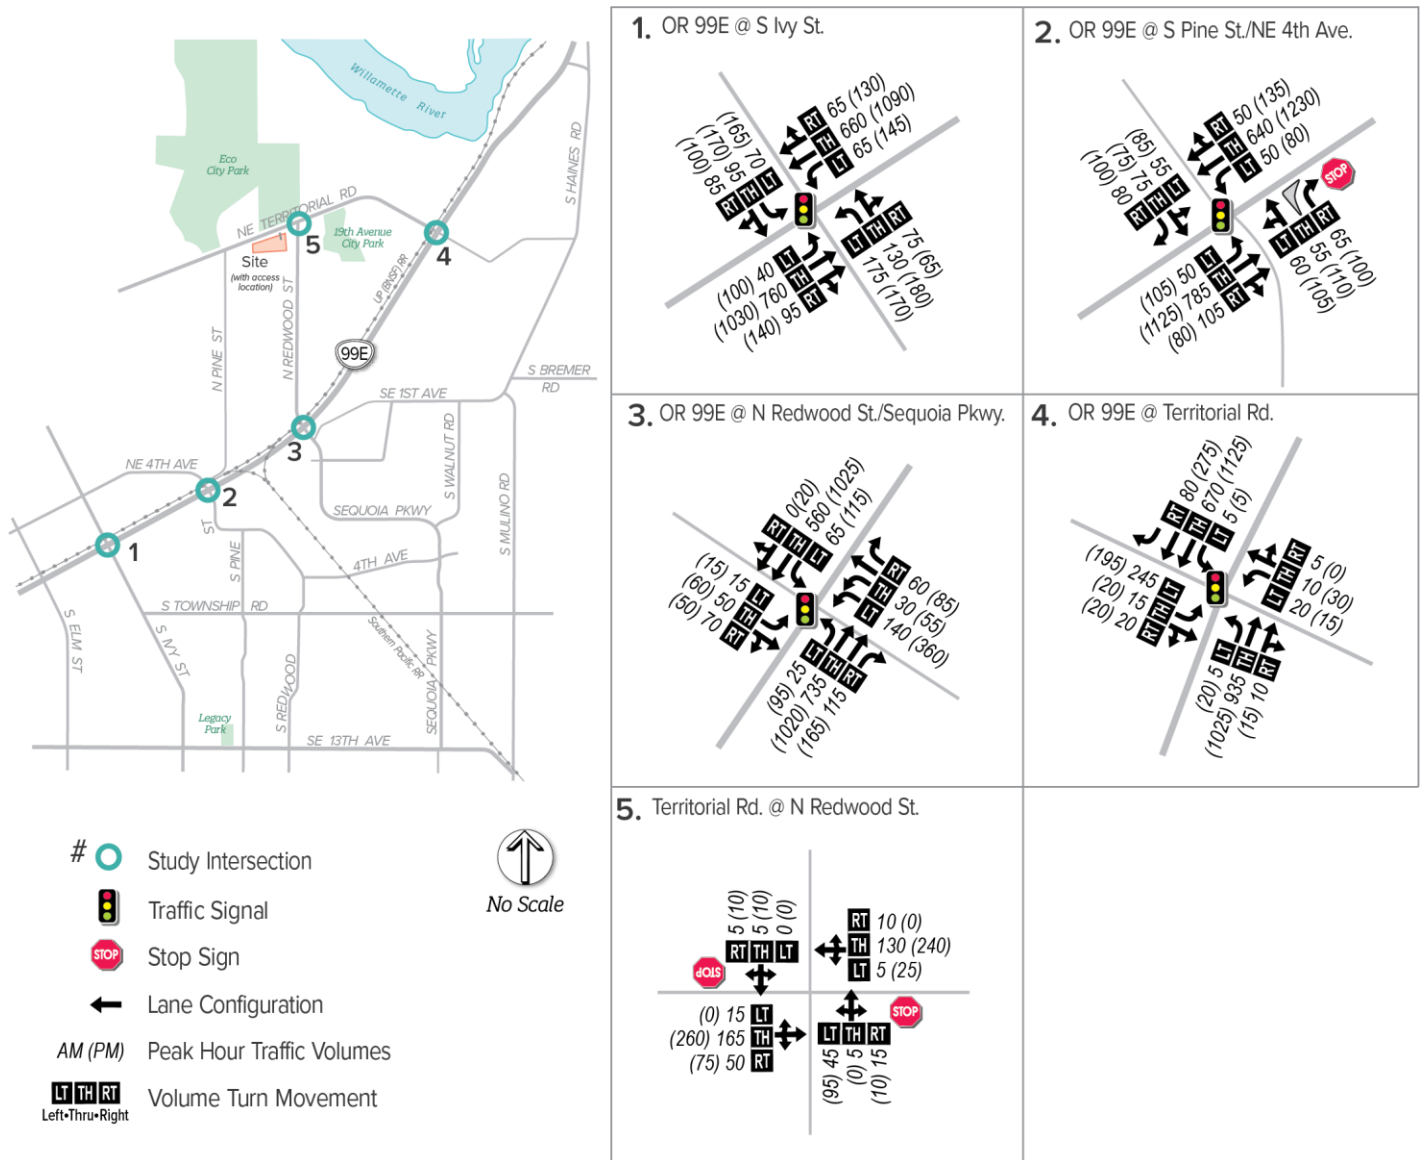 Willamette River
Eco
City Park
NE TERRITORIAL RD
19th Avenue
City Park
S HAINES RD
5
4
Site
(with access
location)
UP (BNSF) RR
N PINE ST
N REDWOOD ST
99E
S BREMER
RD
SE 1ST AVE
3
NE 4TH AVE
2
S WALNUT RD
S MULINO RD
SEQUOIA PKWY
1
S PINE
ST
4TH AVE
S TOWNSHIP RD
S ELM ST
S IVY ST
Southern Pacific RR
S REDWOOD
SEQUOIA PKWY
Legacy
Park
SE 13TH AVE
# Study Intersection
Traffic Signal
STOP Stop Sign
Lane Configuration
AM (PM) Peak Hour Traffic Volumes
LT TH RT Volume Turn Movement
Left•Thru•Right
No Scale
1. OR 99E @ S Ivy St.
RT 65 (130)
TH 660 (1090)
LT 65 (145)
(165) 70 LT
(170) 95 TH
(100) 85 RT
(100) 40 LT
(1030) 760 TH
(140) 95 RT
RT 75 (65)
TH 130 (180)
LT 175 (170)
2. OR 99E @ S Pine St./NE 4th Ave.
RT 50 (135)
TH 640 (1230)
LT 50 (80)
STOP
(85) 55 LT
(75) 75 TH
(100) 80 RT
(105) 50 LT
(1125) 785 TH
(80) 105 RT
RT 65 (100)
TH 55 (110)
LT 60 (105)
3. OR 99E @ N Redwood St./Sequoia Pkwy.
RT 0(20)
TH 560 (1025)
LT 65 (115)
(15) 15 LT
(60) 50 TH
(50) 70 RT
RT 60 (85)
TH 30 (55)
LT 140 (360)
(95) 25 LT
(1020) 735 TH
(165) 115 RT
4. OR 99E @ Territorial Rd.
RT 80 (275)
TH 670 (1125)
LT 5 (5)
(195) 245 LT
(20) 15 TH
(20) 20 RT
RT 5 (0)
TH 10 (30)
LT 20 (15)
(20) 5 LT
(1025) 935 TH
(15) 10 RT
5. Territorial Rd. @ N Redwood St.
RT 5 (10)
TH 5 (10)
LT 0 (0)
STOP
RT 10 (0)
TH 130 (240)
LT 5 (25)
(0) 15 LT
(260) 165 TH
(75) 50 RT
STOP
LT TH RT
(95) 45
(0) 5
(10) 15